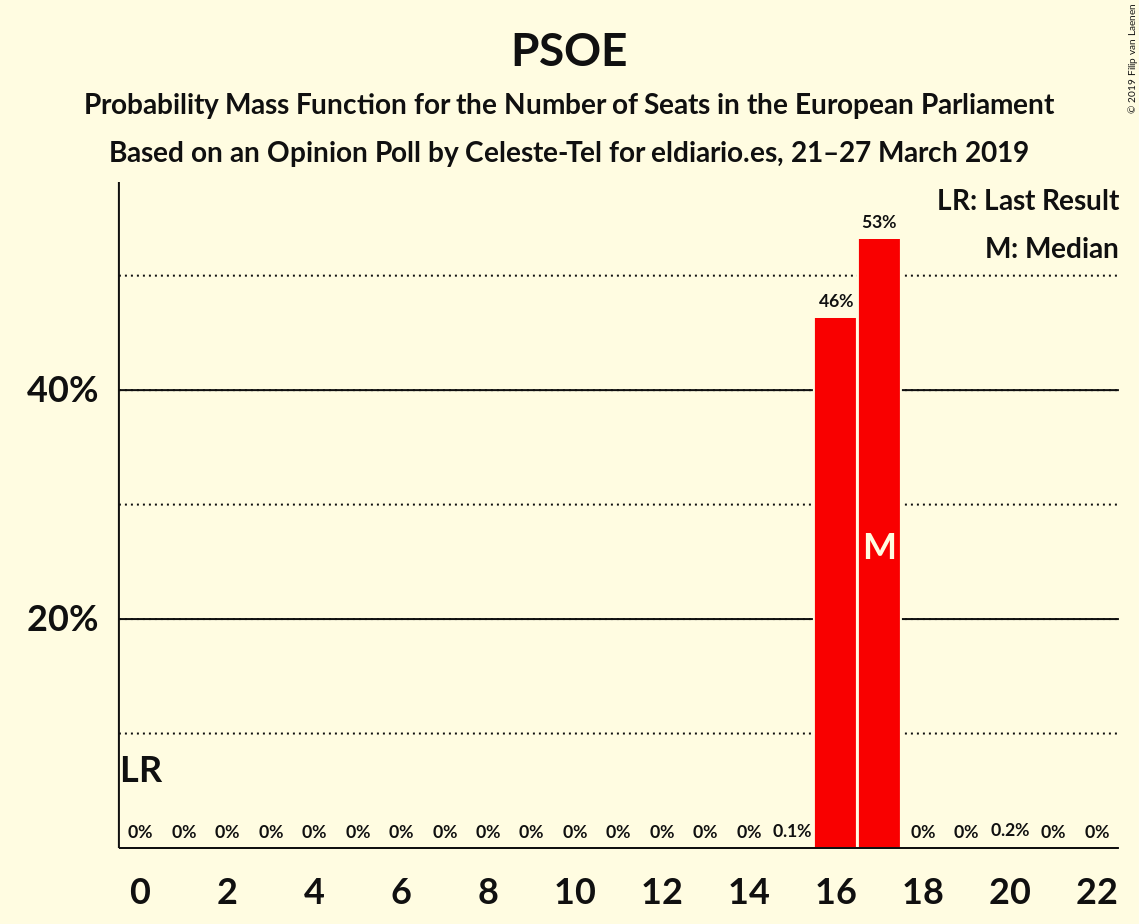 © 2019 Filip van Laenen
PSOE
Probability Mass Function for the Number of Seats in the European Parliament
Based on an Opinion Poll by Celeste-Tel for eldiario.es, 21–27 March 2019
LR: Last Result
M: Median
53%
46%
40%
M
20%
LR
0% 0% 0% 0% 0% 0% 0% 0% 0% 0% 0% 0% 0% 0% 0% 0.1% 0% 0% 0.2% 0% 0%
0 2 4 6 8 10 12 14 16 18 20 22